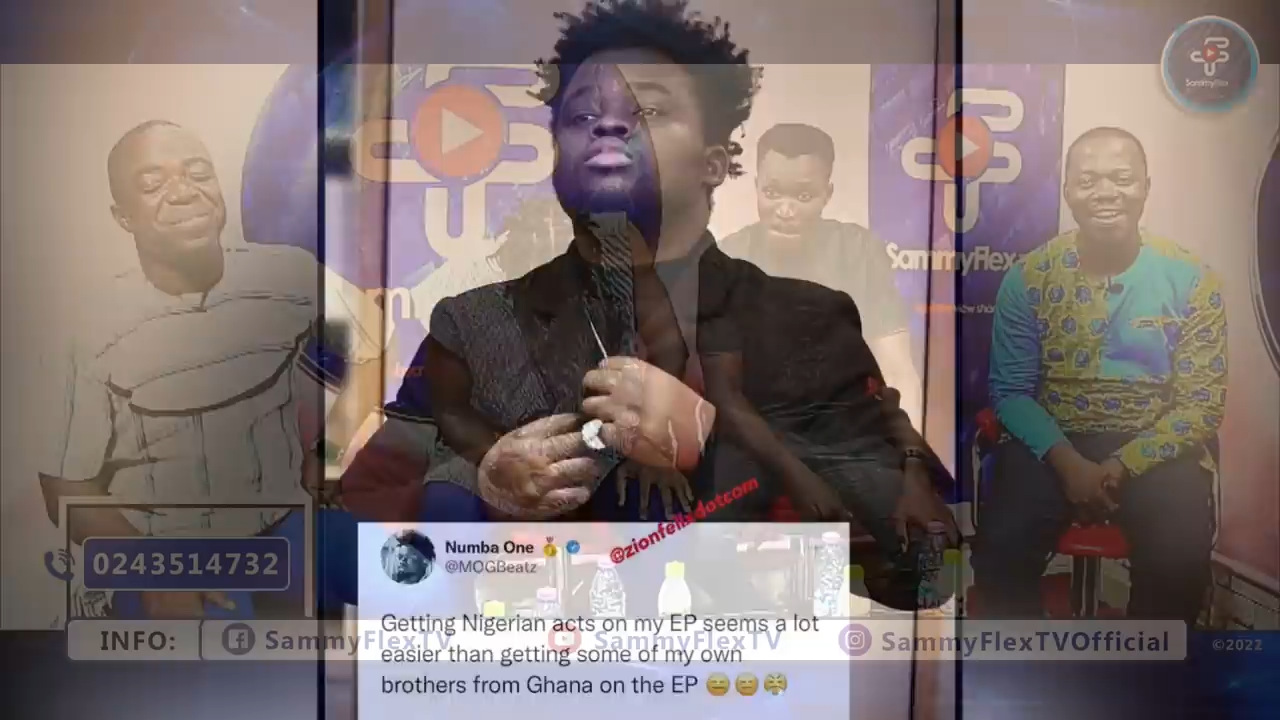 SammyFlex
SammyFlex
@zionfelixdotcom
0243514732
Numba One
@MOGBeatz
Getting Nigerian acts on my EP seems a lot
easier than getting some of my own
brothers from Ghana on the EP
INFO:
SammyFlexTV
SammyFlexTV
SammyFlexTVOfficial
©2022